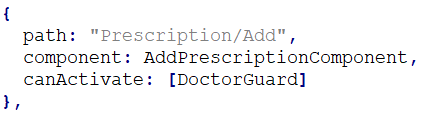 {
path: "Prescription/Add",
component: AddPrescriptionComponent,
canActivate: [DoctorGuard]
},